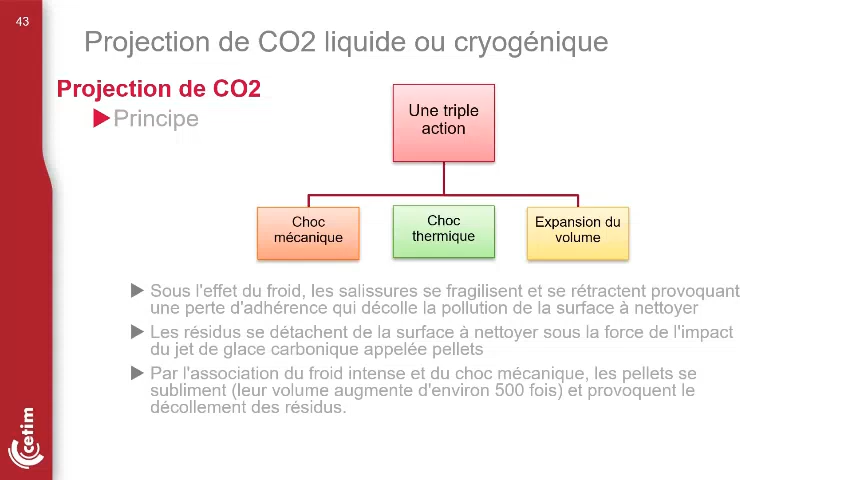 43
Projection de CO2 liquide ou cryogénique
Projection de CO2
Principe
Une triple
action
Choc
mécanique
Choc
thermique
Expansion du
volume
Sous l'effet du froid, les salissures se fragilisent et se rétractent provoquant
une perte d'adhérence qui décolle la pollution de la surface à nettoyer
Les résidus se détachent de la surface à nettoyer sous la force de l'impact
du jet de glace carbonique appelée pellets
Par l'association du froid intense et du choc mécanique, les pellets se
subliment (leur volume augmente d'environ 500 fois) et provoquent le
décollement des résidus.
cetim